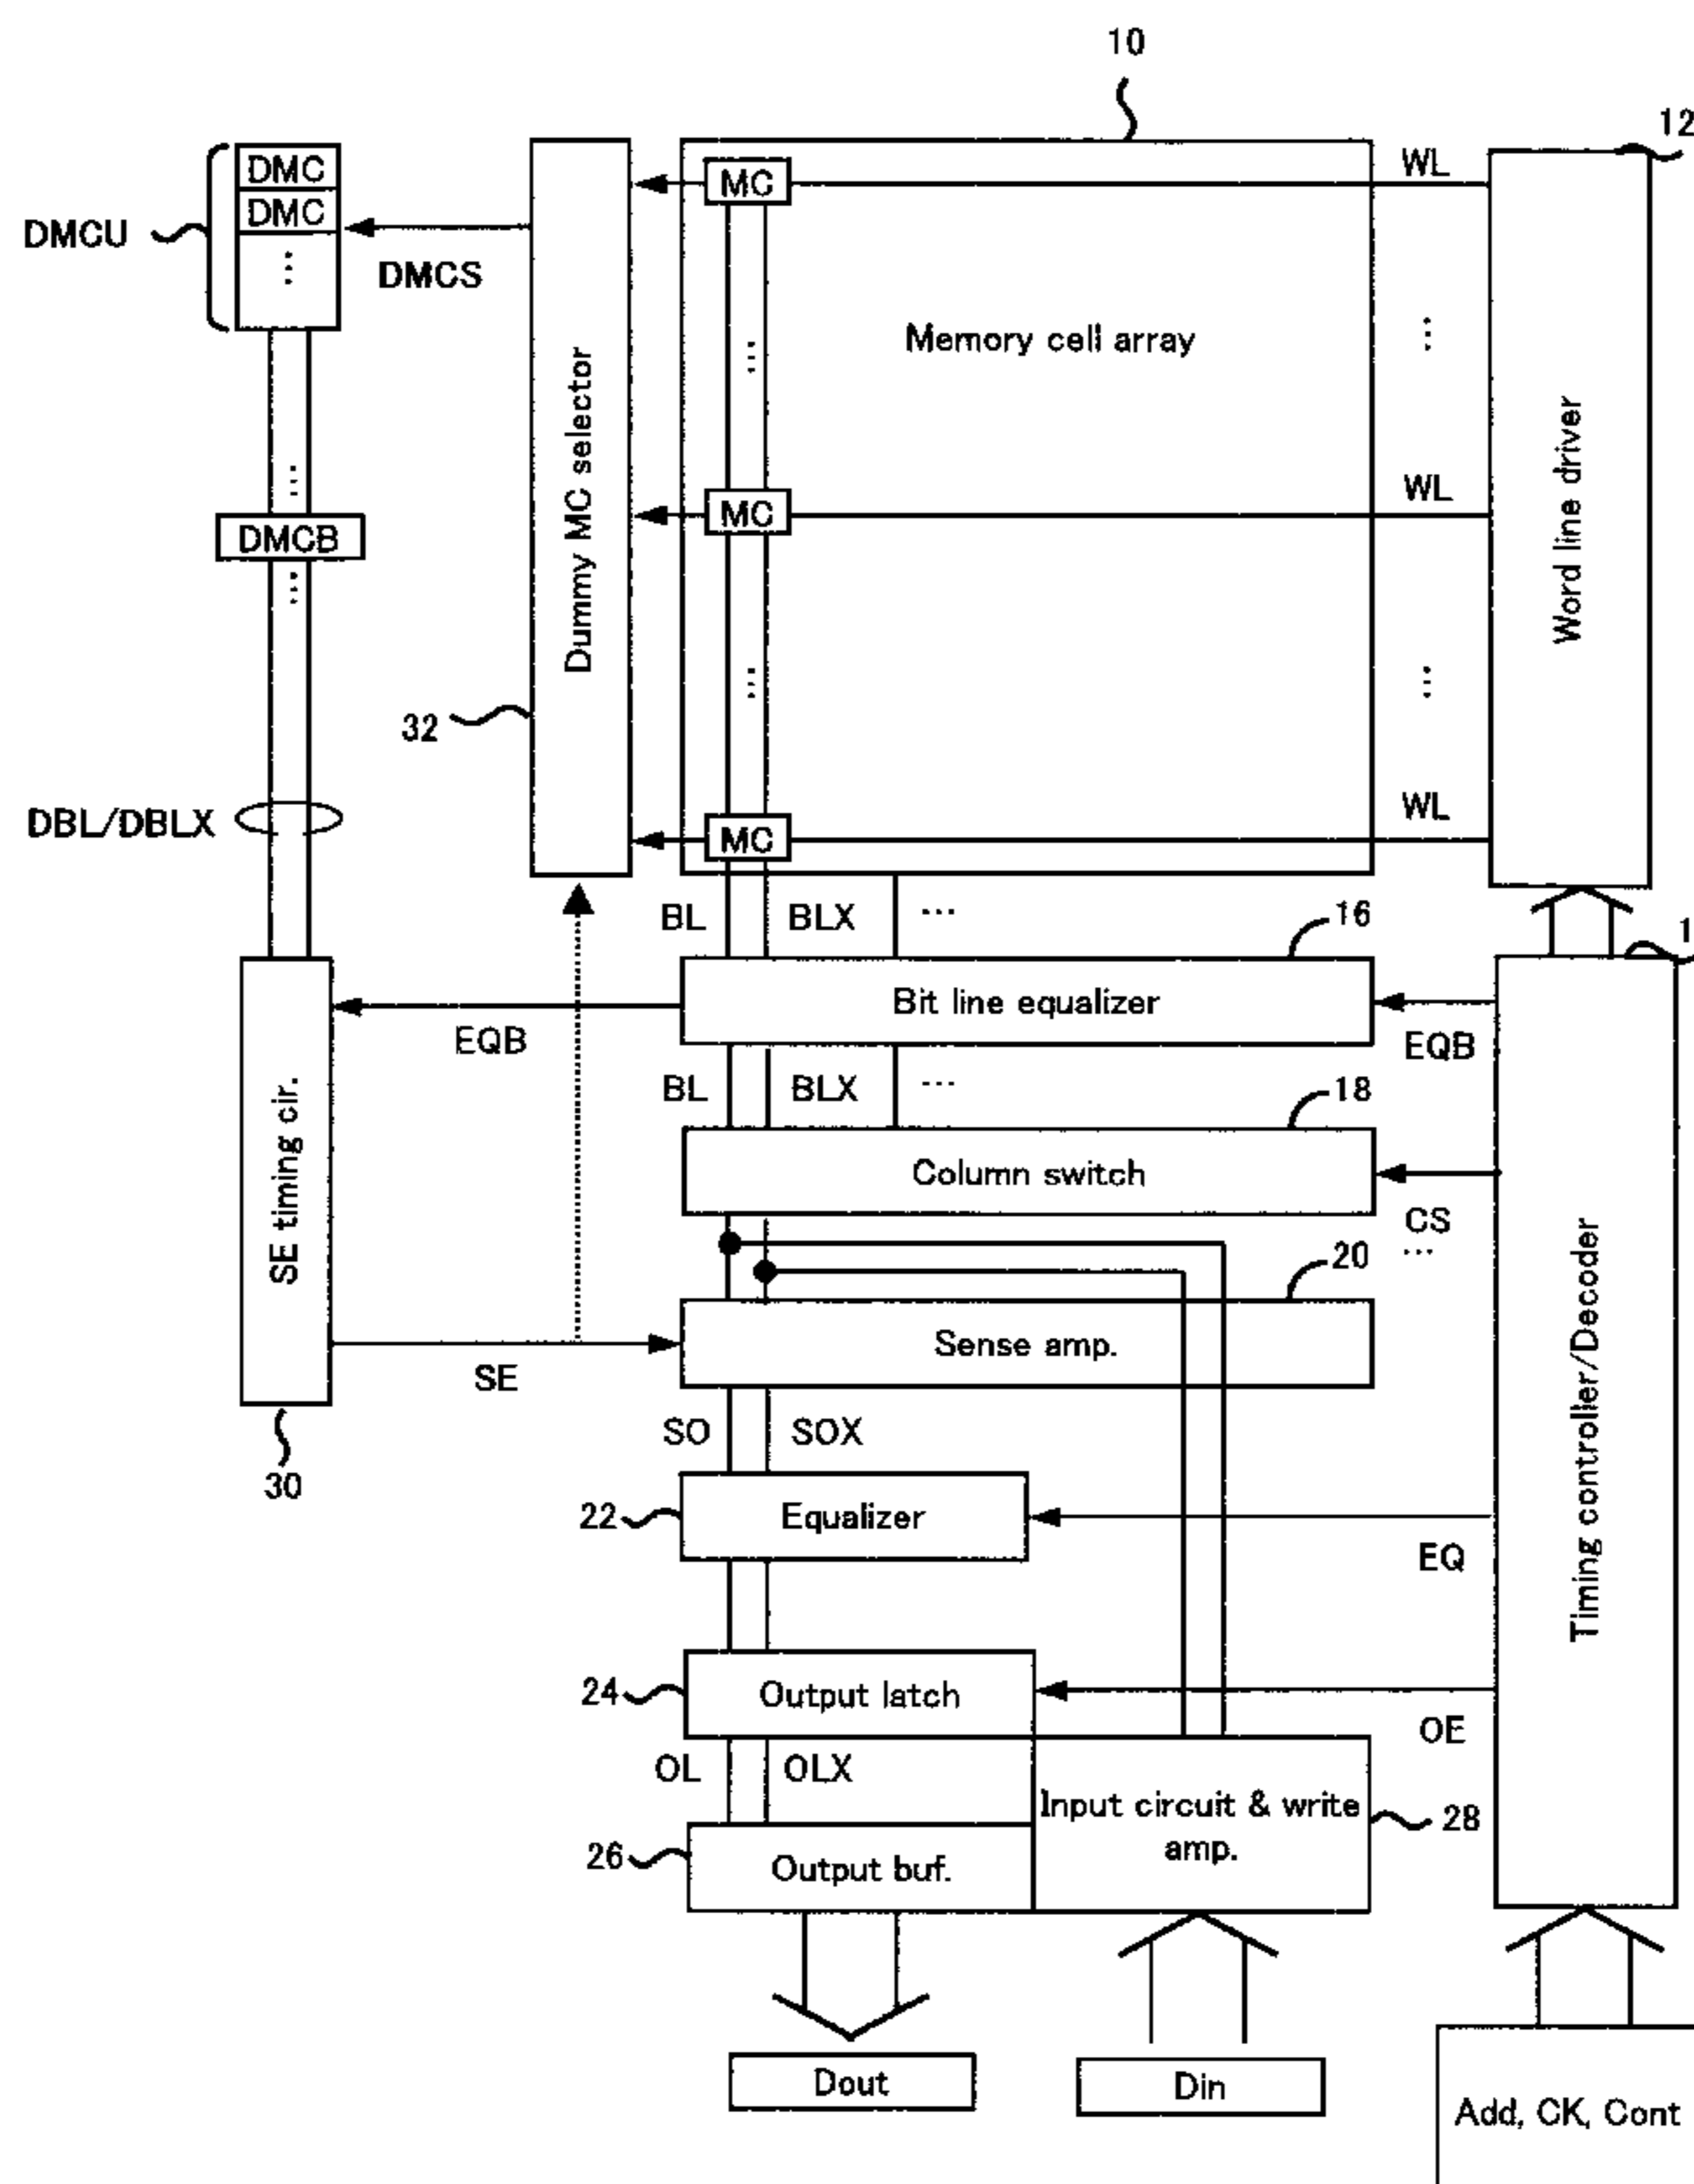 10
12
DMC
DMC
⋮
DMCU
DMCS
MC
WL
Memory cell array
⋮
⋮
Dummy MC selector
Word line driver
⋮
DMCB
⋮
MC
WL
⋮
⋮
32
DBL/DBLX
MC
WL
BL
BLX
...
16
1
Bit line equalizer
EQB
EQB
BL
BLX
...
18
SE timing cir.
Column switch
CS
...
20
Timing controller/Decoder
Sense amp.
SE
SO
SOX
30
22
Equalizer
EQ
24
Output latch
OE
OL
OLX
Input circuit & write
amp.
28
26
Output buf.
Dout
Din
Add, CK, Cont